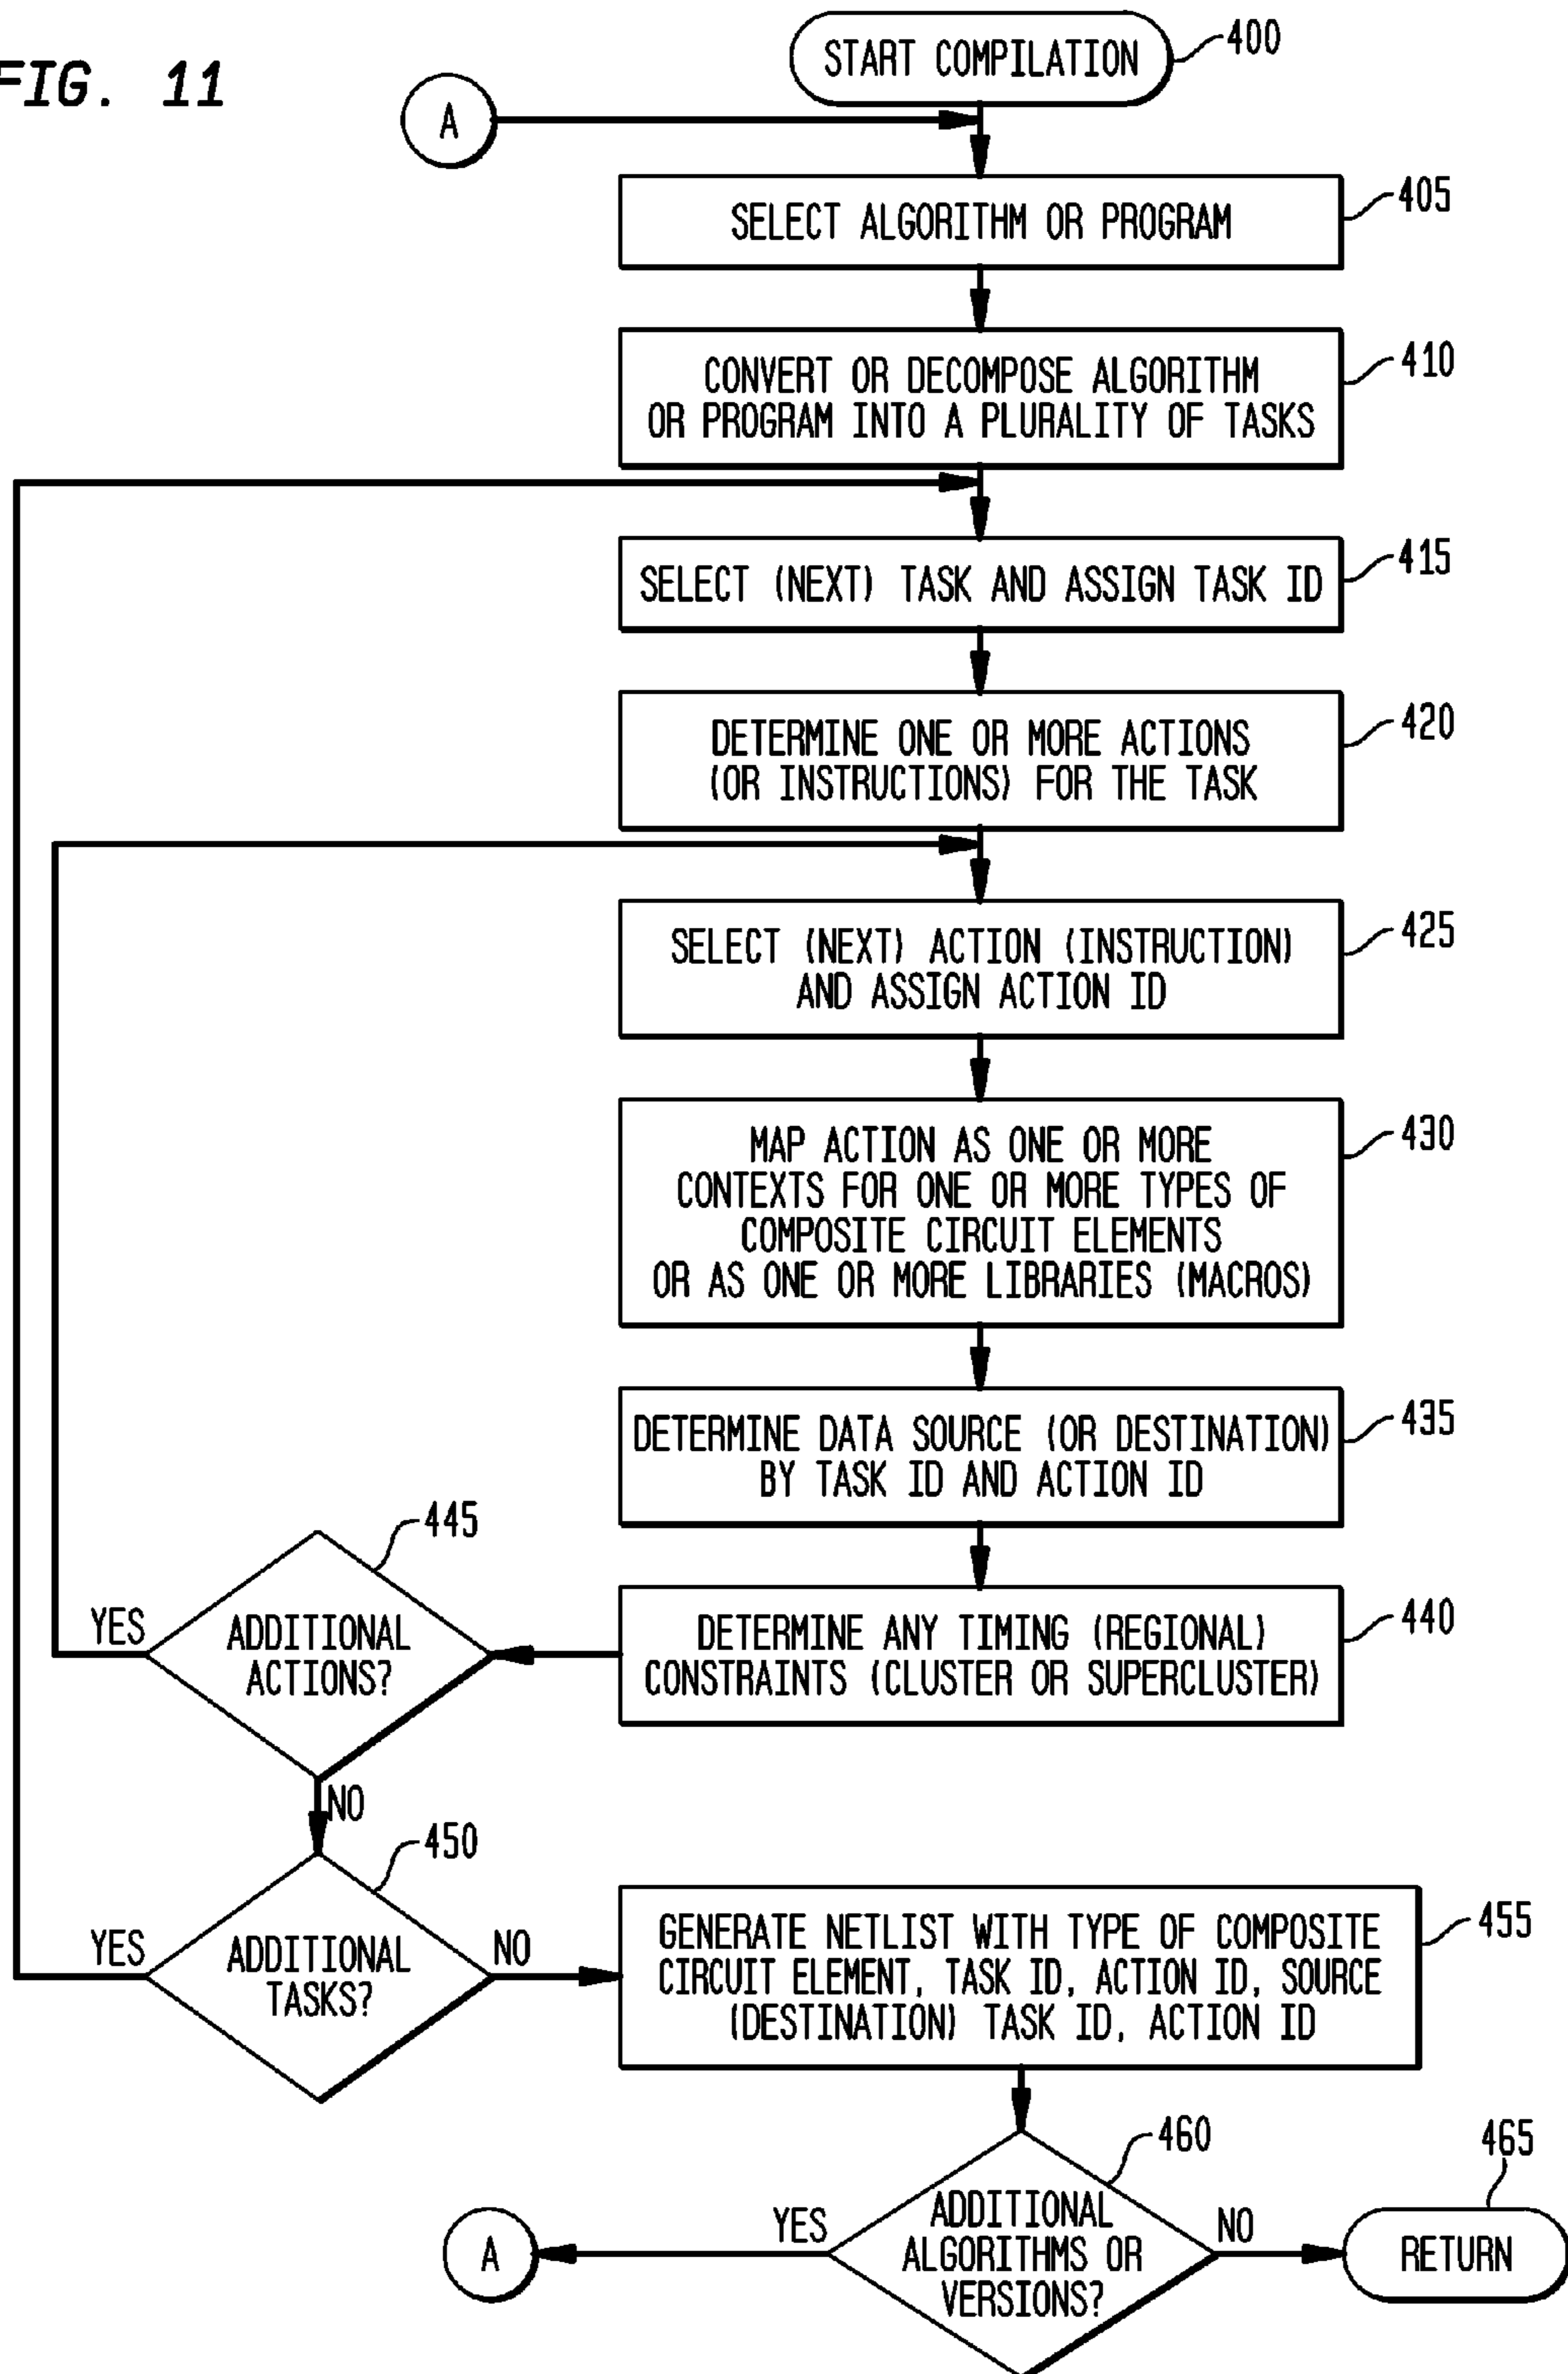 FIG. 11
START COMPILATION
400
A
SELECT ALGORITHM OR PROGRAM
405
CONVERT OR DECOMPOSE ALGORITHM
OR PROGRAM INTO A PLURALITY OF TASKS
410
SELECT (NEXT) TASK AND ASSIGN TASK ID
415
DETERMINE ONE OR MORE ACTIONS
(OR INSTRUCTIONS) FOR THE TASK
420
SELECT (NEXT) ACTION (INSTRUCTION)
AND ASSIGN ACTION ID
425
MAP ACTION AS ONE OR MORE
CONTEXTS FOR ONE OR MORE TYPES OF
COMPOSITE CIRCUIT ELEMENTS
OR AS ONE OR MORE LIBRARIES (MACROS)
430
DETERMINE DATA SOURCE (OR DESTINATION)
BY TASK ID AND ACTION ID
435
DETERMINE ANY TIMING (REGIONAL)
CONSTRAINTS (CLUSTER OR SUPERCLUSTER)
440
445
YES
ADDITIONAL
ACTIONS?
NO
450
YES
ADDITIONAL
TASKS?
NO
GENERATE NETLIST WITH TYPE OF COMPOSITE
CIRCUIT ELEMENT, TASK ID, ACTION ID, SOURCE
(DESTINATION) TASK ID, ACTION ID
455
460
YES
ADDITIONAL
ALGORITHMS OR
VERSIONS?
NO
A
465
RETURN